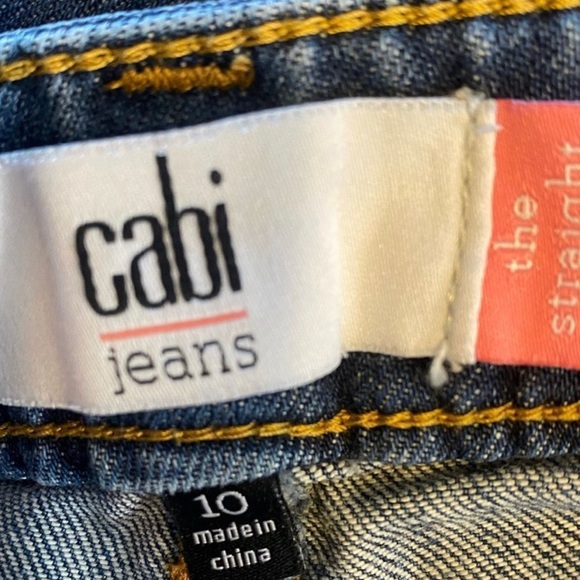 cabi
jeans
the
straight
10
made in
china